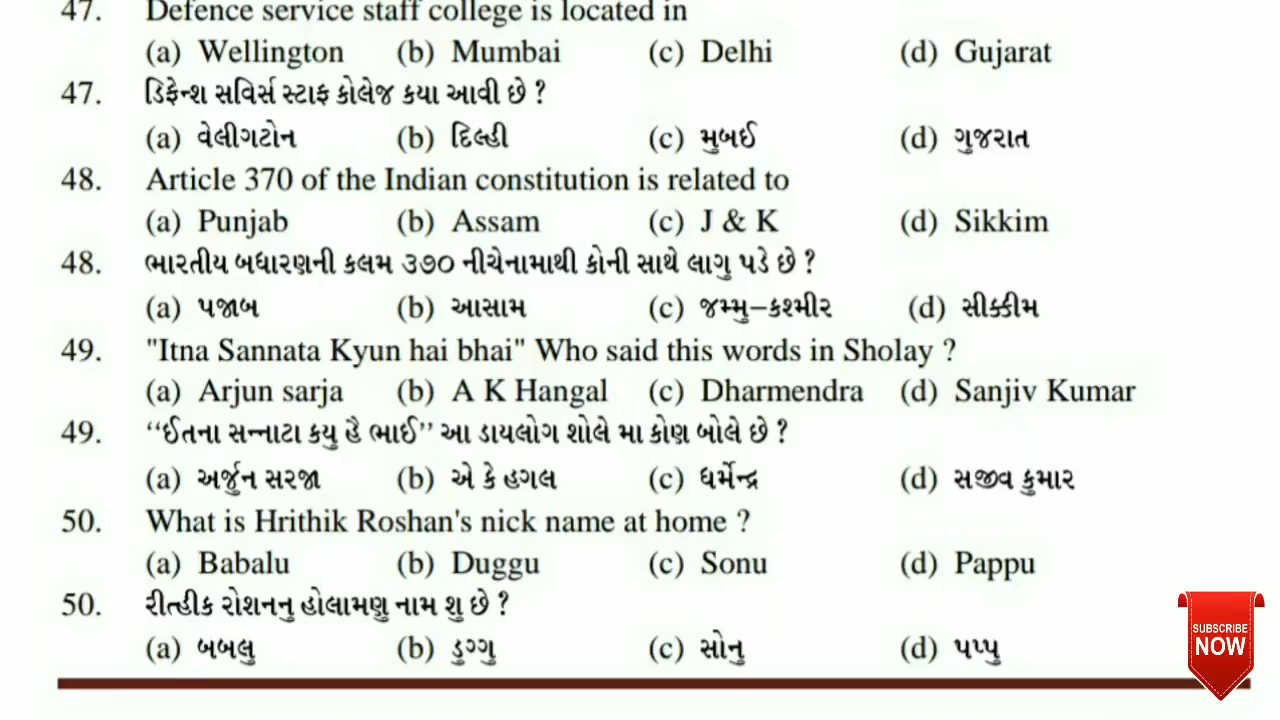 47. Defence service staff college is located in
(a) Wellington (b) Mumbai (c) Delhi (d) Gujarat
47. ડિફેન્શ સવિર્સ સ્ટાફ કોલેજ કયા આવી છે ?
(a) વેલીગટોન (b) દિલ્હી (c) મુબઈ (d) ગુજરાત
48. Article 370 of the Indian constitution is related to
(a) Punjab (b) Assam (c) J & K (d) Sikkim
48. ભારતીય બધારણની કલમ ૩૭૦ નીચેનામાથી કોની સાથે લાગુ પડે છે ?
(a) પજાબ (b) આસામ (c) જમ્મુ–કશ્મીર (d) સીક્કીમ
49. "Itna Sannata Kyun hai bhai" Who said this words in Sholay ?
(a) Arjun sarja (b) A K Hangal (c) Dharmendra (d) Sanjiv Kumar
49. “ઈતના સન્નાટા કયુ હૈ ભાઈ” આ ડાયલોગ શોલે મા કોણ બોલે છે ?
(a) અર્જુન સરજા (b) એ કે હગલ (c) ધર્મેન્દ્ર (d) સજીવ કુમાર
50. What is Hrithik Roshan's nick name at home ?
(a) Babalu (b) Duggu (c) Sonu (d) Pappu
50. રીત્હીક રોશનનુ હોલામણુ નામ શુ છે ?
(a) બબલુ (b) ડુગ્ગુ (c) સોનુ (d) પપ્પુ
SUBSCRIBE
NOW